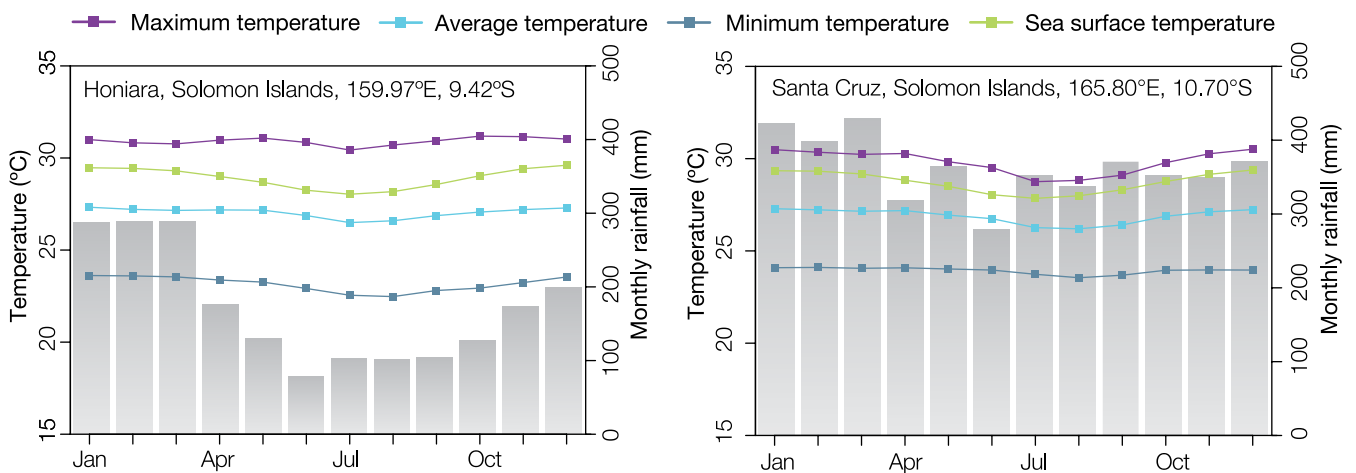 Maximum temperature Average temperature Minimum temperature Sea surface temperature
Honiara, Solomon Islands, 159.97ºE, 9.42ºS
Temperature (ºC)
35
30
25
20
15
Monthly rainfall (mm)
500
400
300
200
100
0
Jan Apr Jul Oct
Santa Cruz, Solomon Islands, 165.80°E, 10.70°S
Temperature (ºC)
35
30
25
20
15
Monthly rainfall (mm)
500
400
300
200
100
0
Jan Apr Jul Oct